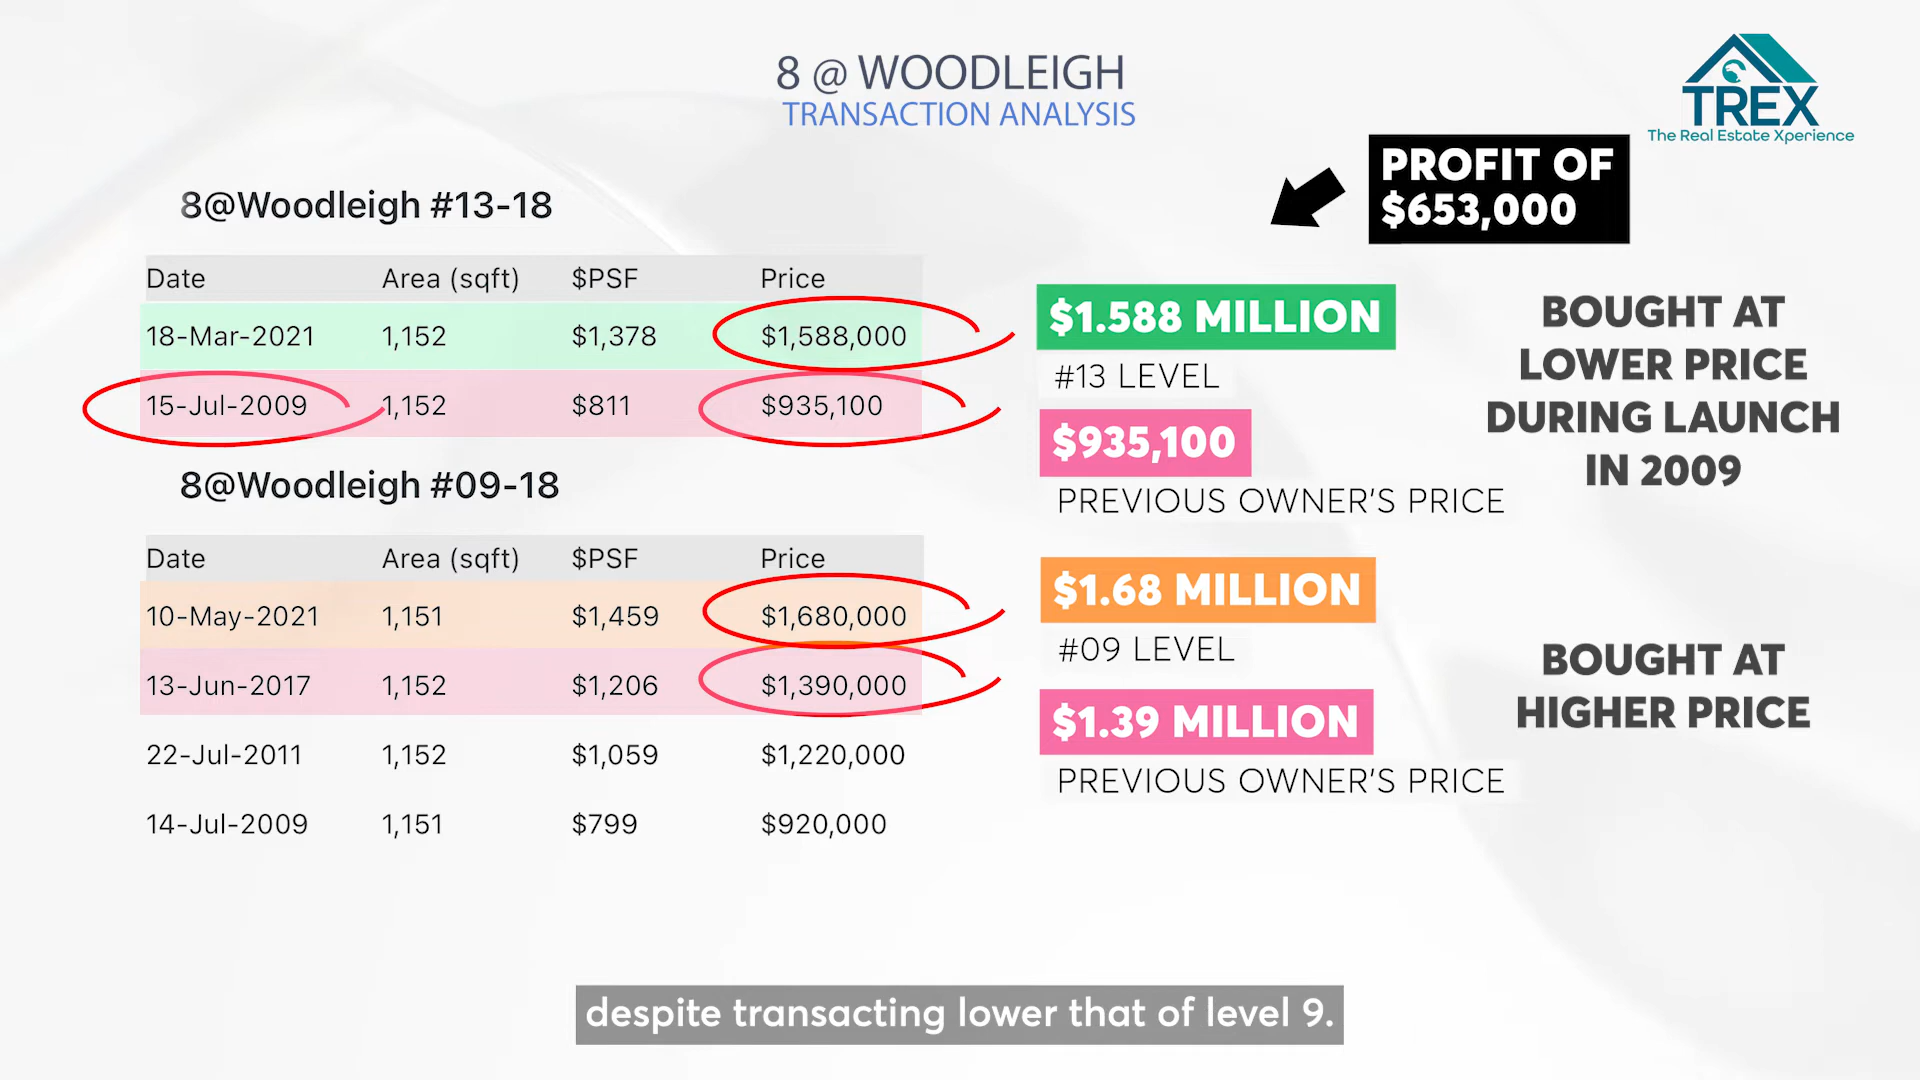 8 @ WOODLEIGH
TRANSACTION ANALYSIS
TREX
The Real Estate Xperience
PROFIT OF
$653,000
8@Woodleigh #13-18
Date Area (sqft) $PSF Price
18-Mar-2021 1,152 $1,378 $1,588,000
15-Jul-2009 1,152 $811 $935,100
$1.588 MILLION
#13 LEVEL
$935,100
PREVIOUS OWNER'S PRICE
BOUGHT AT
LOWER PRICE
DURING LAUNCH
IN 2009
8@Woodleigh #09-18
Date Area (sqft) $PSF Price
10-May-2021 1,151 $1,459 $1,680,000
13-Jun-2017 1,152 $1,206 $1,390,000
22-Jul-2011 1,152 $1,059 $1,220,000
14-Jul-2009 1,151 $799 $920,000
$1.68 MILLION
#09 LEVEL
$1.39 MILLION
PREVIOUS OWNER'S PRICE
BOUGHT AT
HIGHER PRICE
despite transacting lower that of level 9.